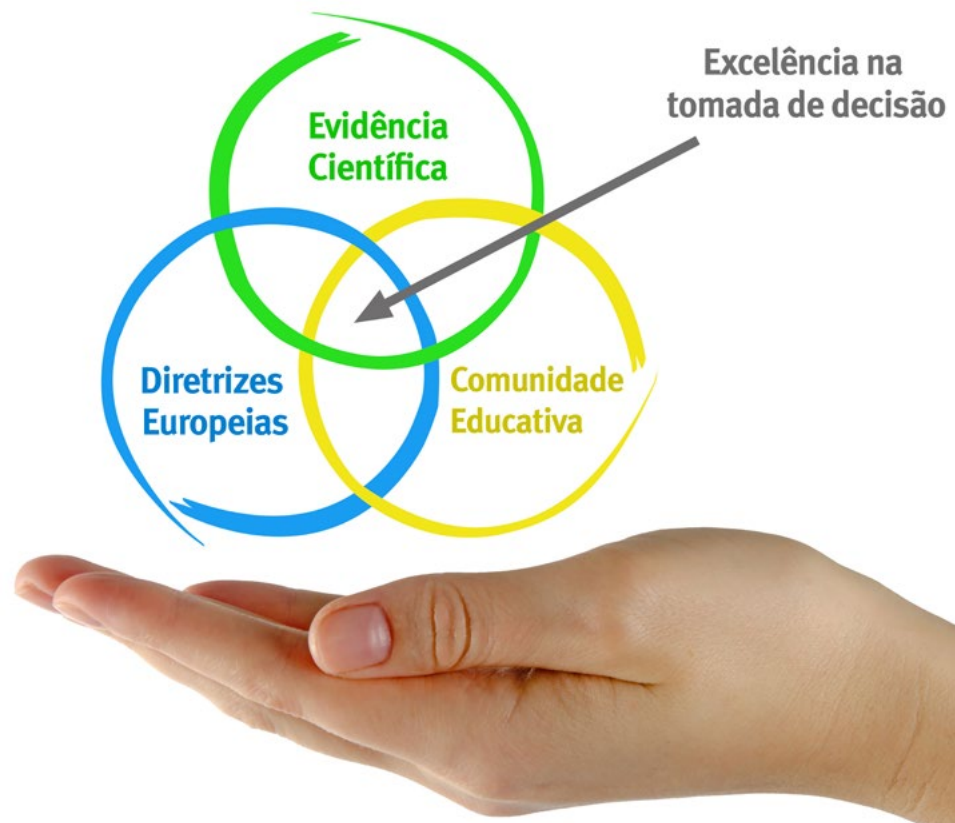 Excelência na
tomada de decisão
Evidência
Científica
Diretrizes
Europeias
Comunidade
Educativa